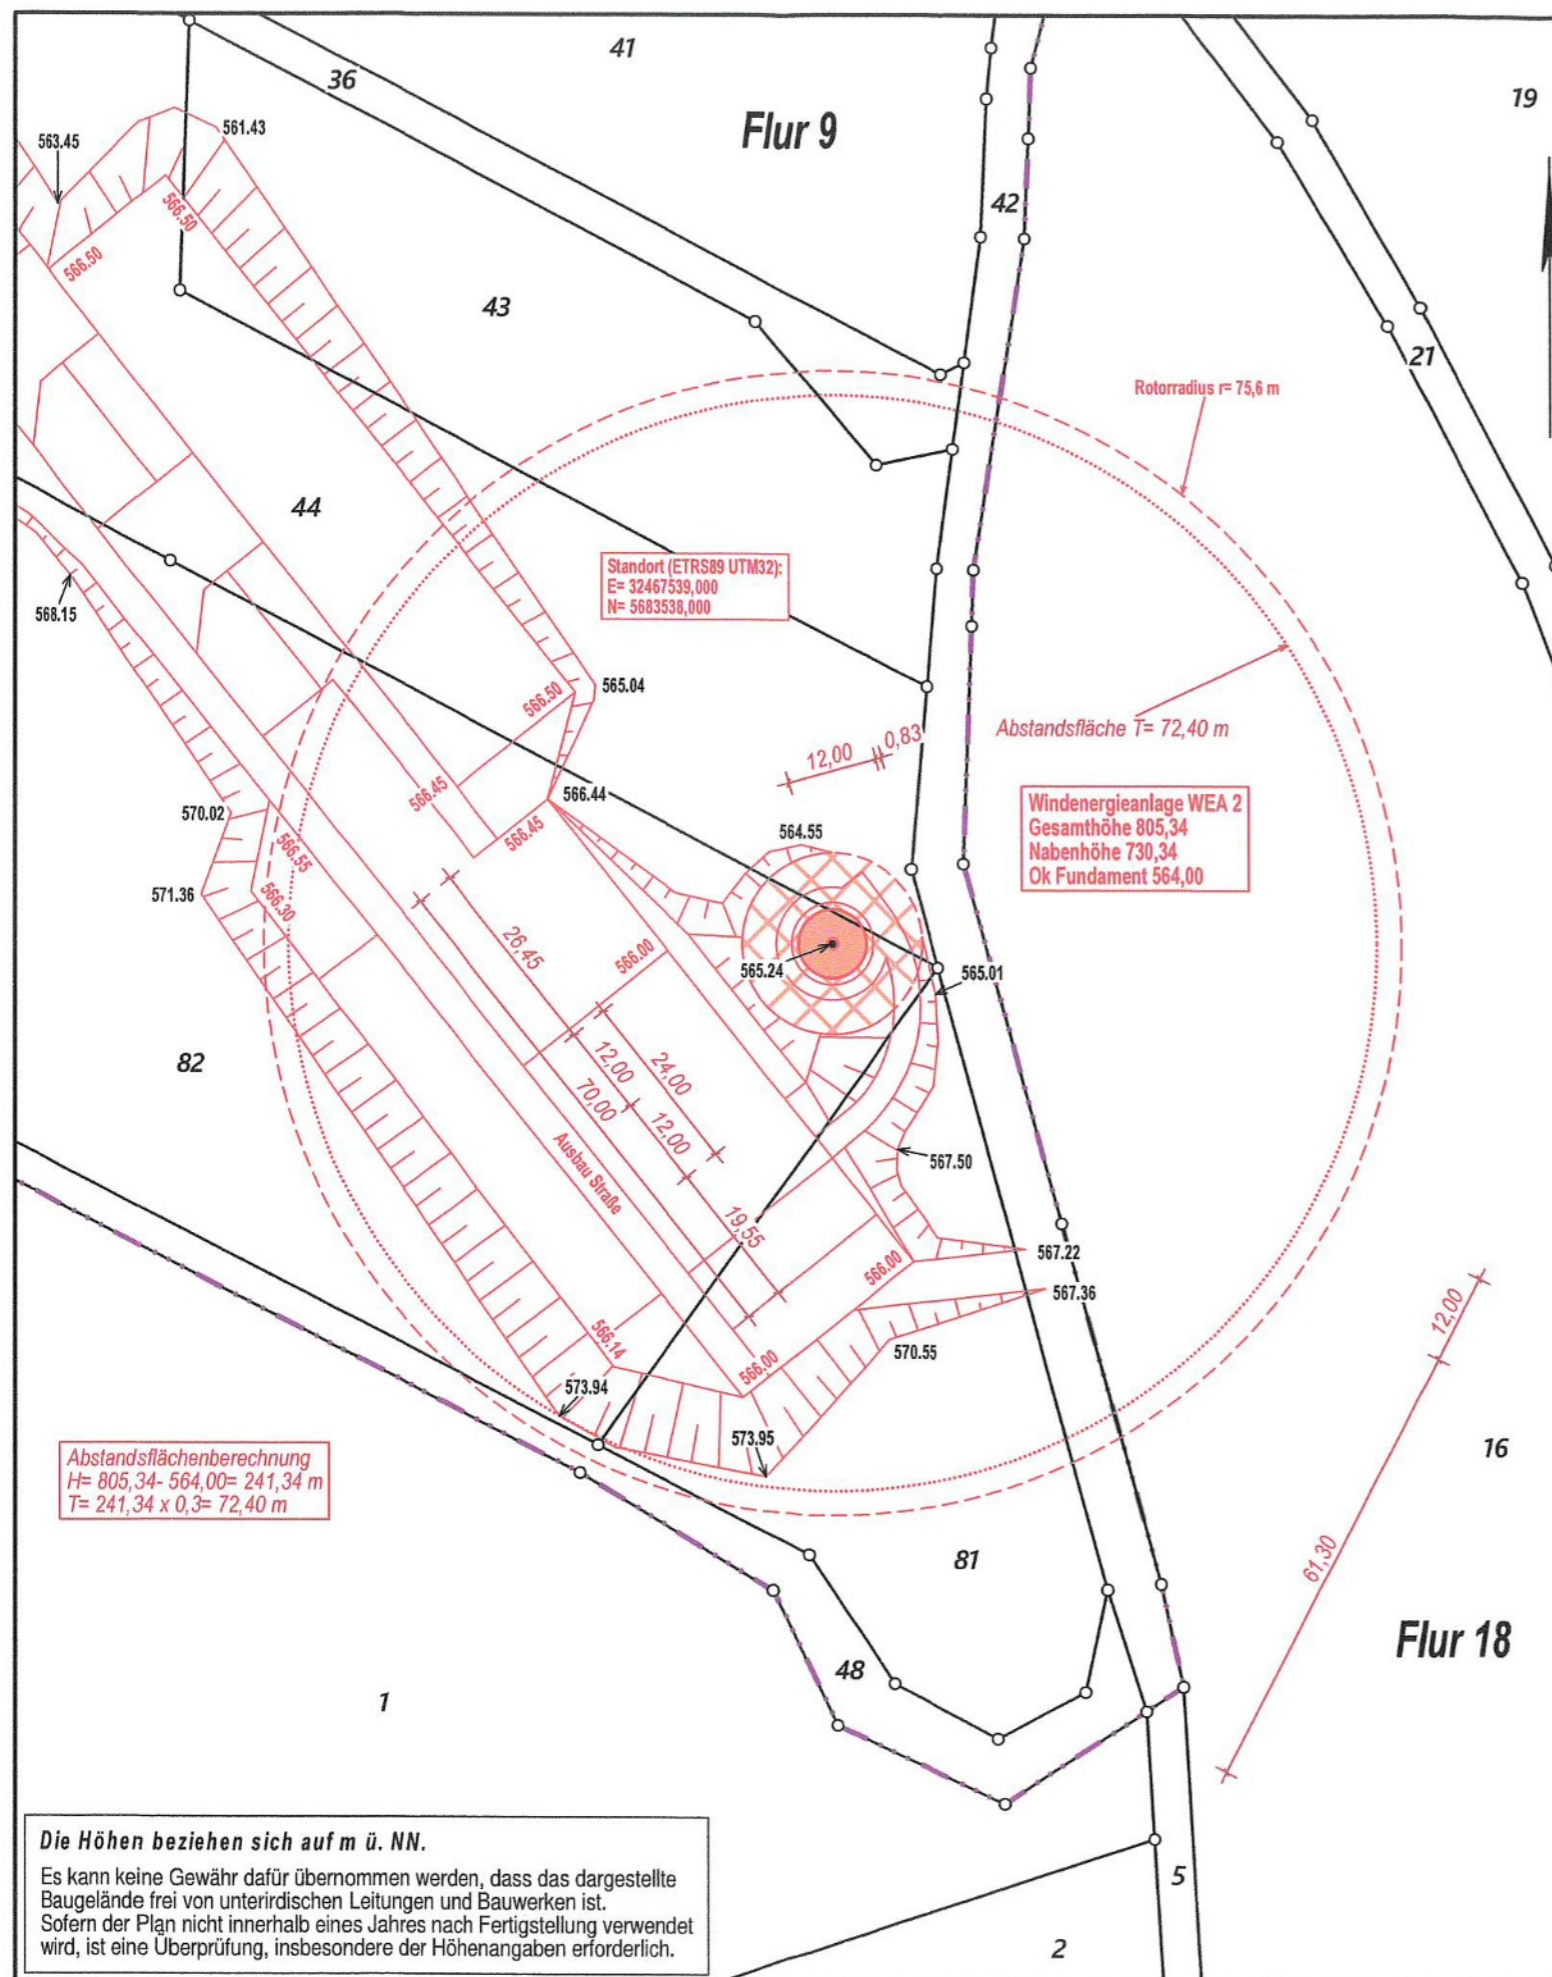 41
36
19
Flur 9
561.43
563.45
566.50
566.50
42
43
21
Rotorradius r= 75,6 m
44
Standort (ETRS89 UTM32):
E= 32467539,000
N= 5683538,000
568.15
565.04
566.50
Abstandsfläche T= 72,40 m
12,00
0,83
566.45
566.44
570.02
566.55
566.45
564.55
Windenergieanlage WEA 2
Gesamthöhe 805,34
Nabenhöhe 730,34
Ok Fundament 564,00
571.36
566.30
26,45
566.00
565.24
565.01
82
12,00
24,00
70,00
12,00
Ausbau Straße
567.50
19,55
566.00
567.22
567.36
12,00
566.14
566.00
570.55
573.94
573.95
Abstandsflächenberechnung
H= 805,34- 564,00= 241,34 m
T= 241,34 x 0,3= 72,40 m
16
81
61,30
Flur 18
48
1
Die Höhen beziehen sich auf m ü. NN.
Es kann keine Gewähr dafür übernommen werden, dass das dargestellte
Baugelände frei von unterirdischen Leitungen und Bauwerken ist.
Sofern der Plan nicht innerhalb eines Jahres nach Fertigstellung verwendet
wird, ist eine Überprüfung, insbesondere der Höhenangaben erforderlich.
5
2